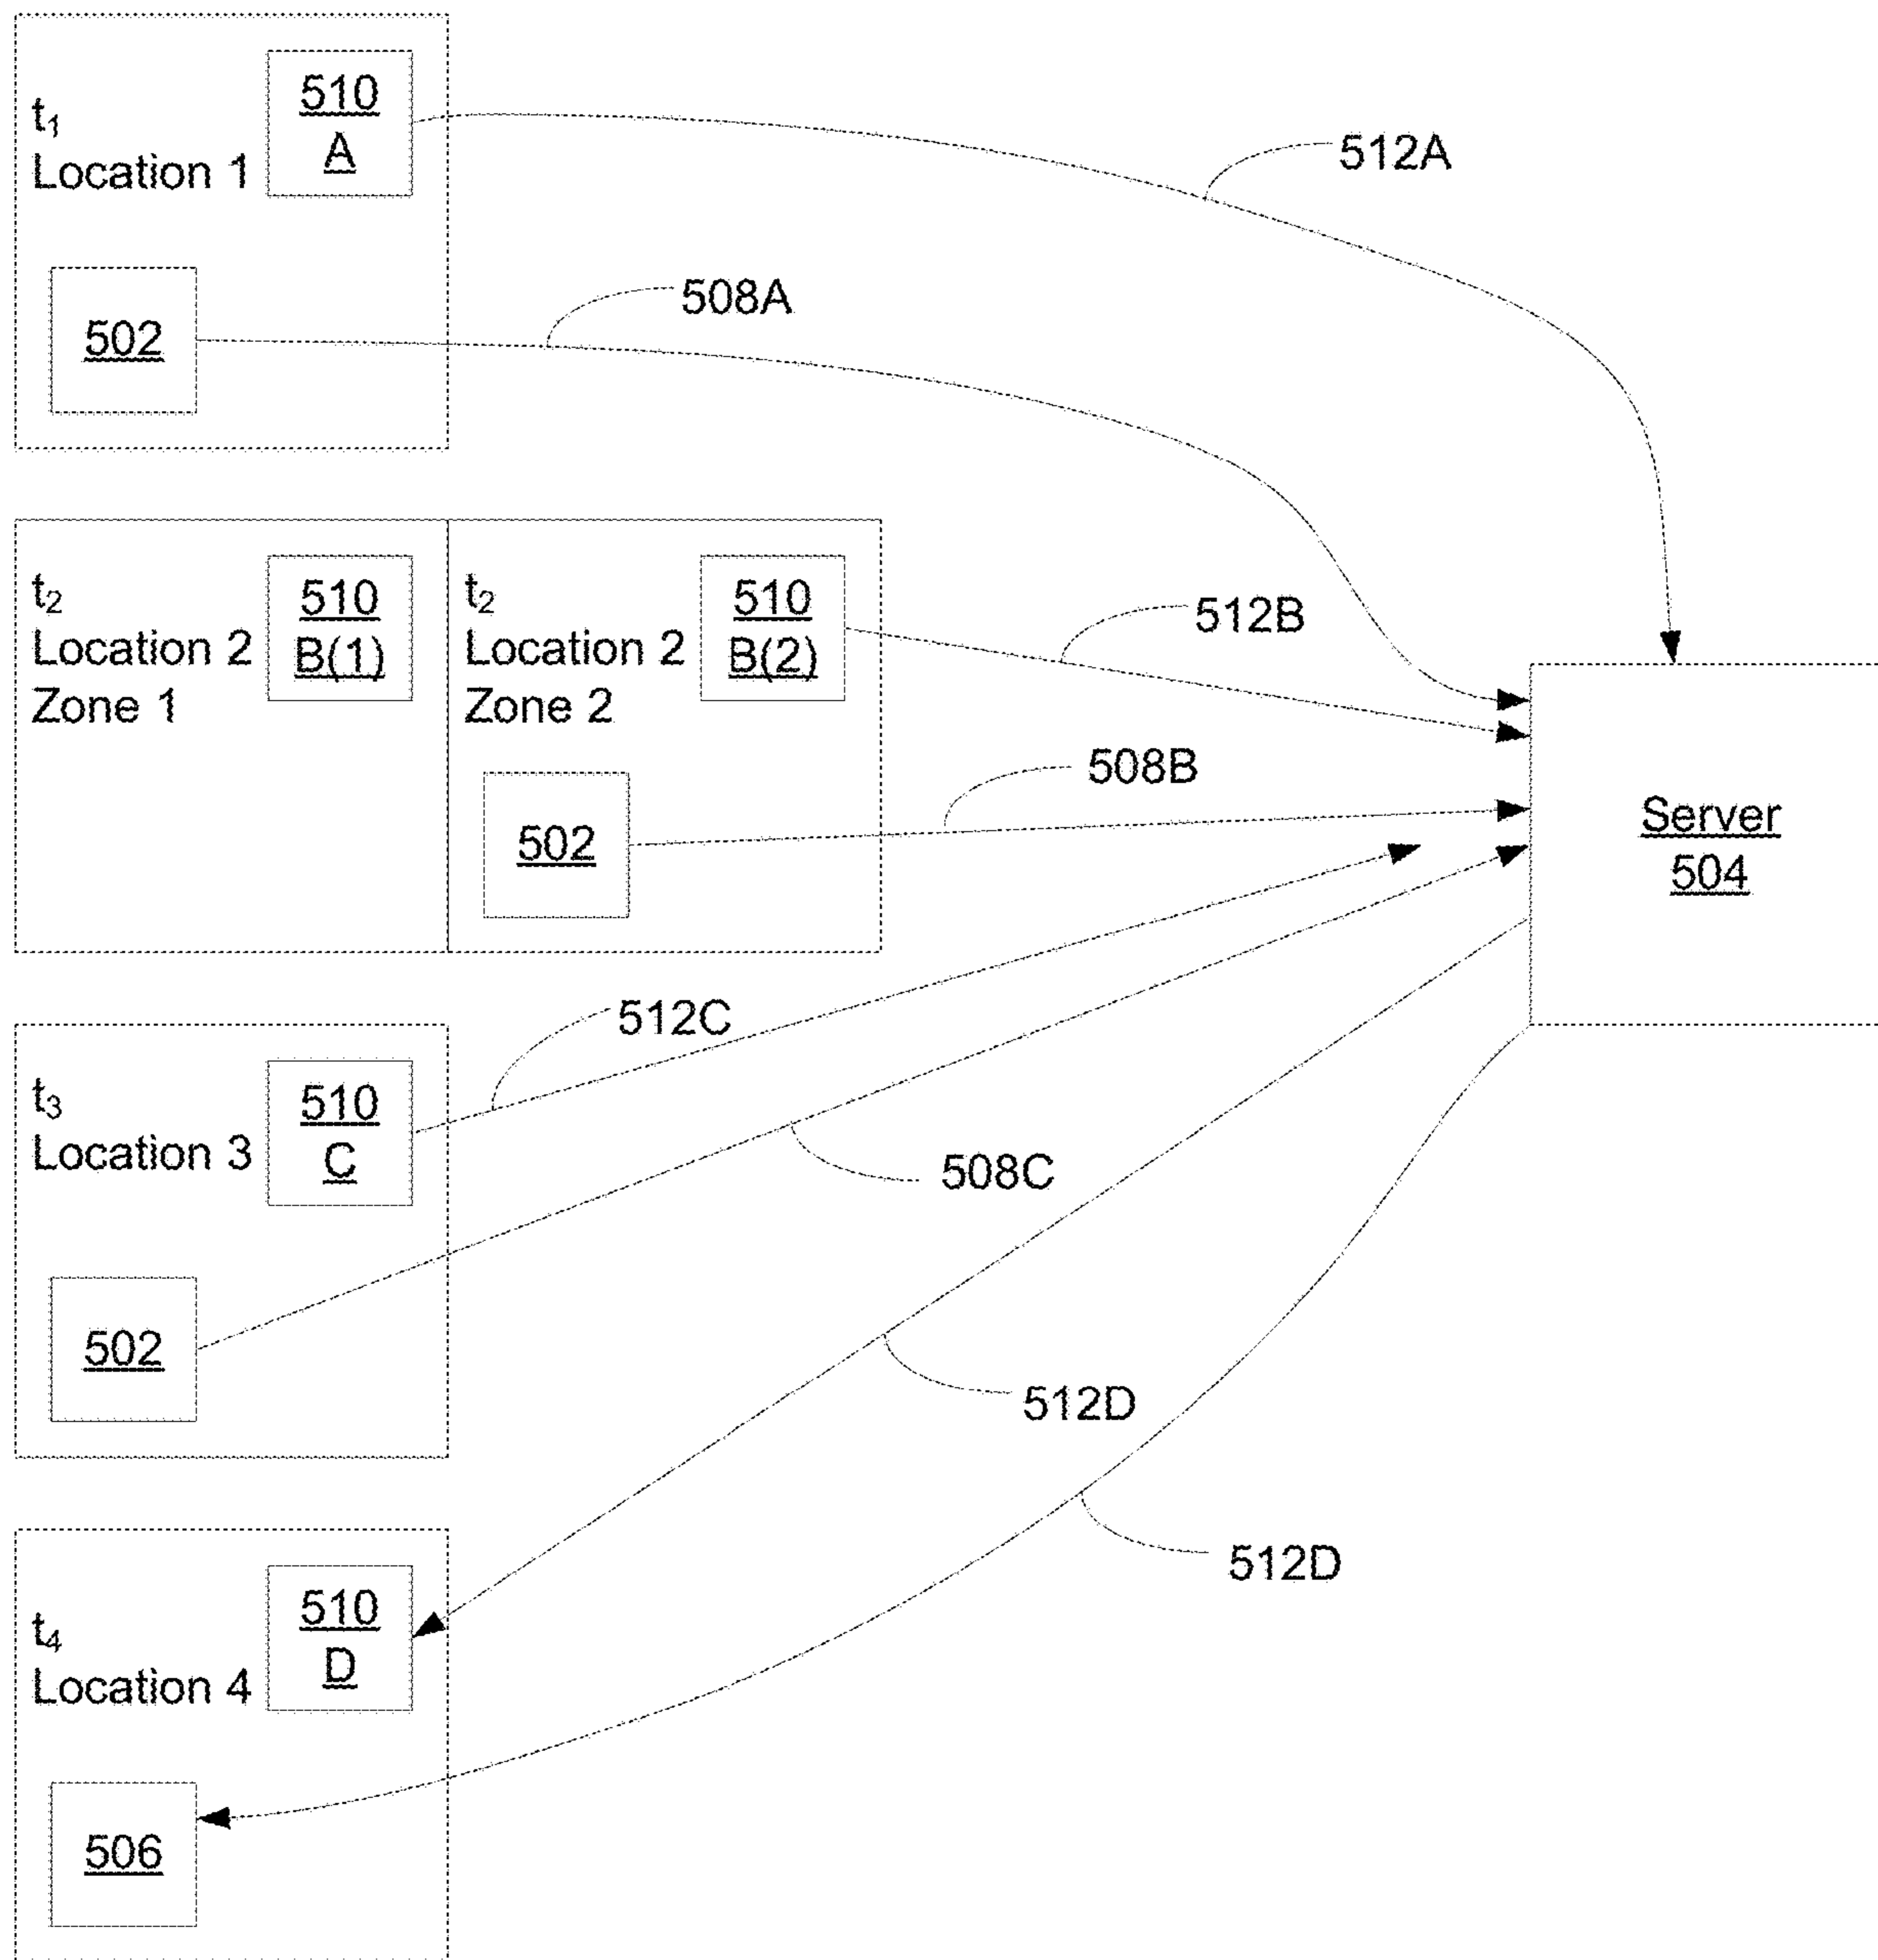 510
A
t1
Location 1
512A
502
508A
t2
Location 2
Zone 1
510
B(1)
t2
Location 2
Zone 2
510
B(2)
512B
502
508B
Server
504
t3
Location 3
510
C
512C
508C
502
512D
t4
Location 4
510
D
512D
506